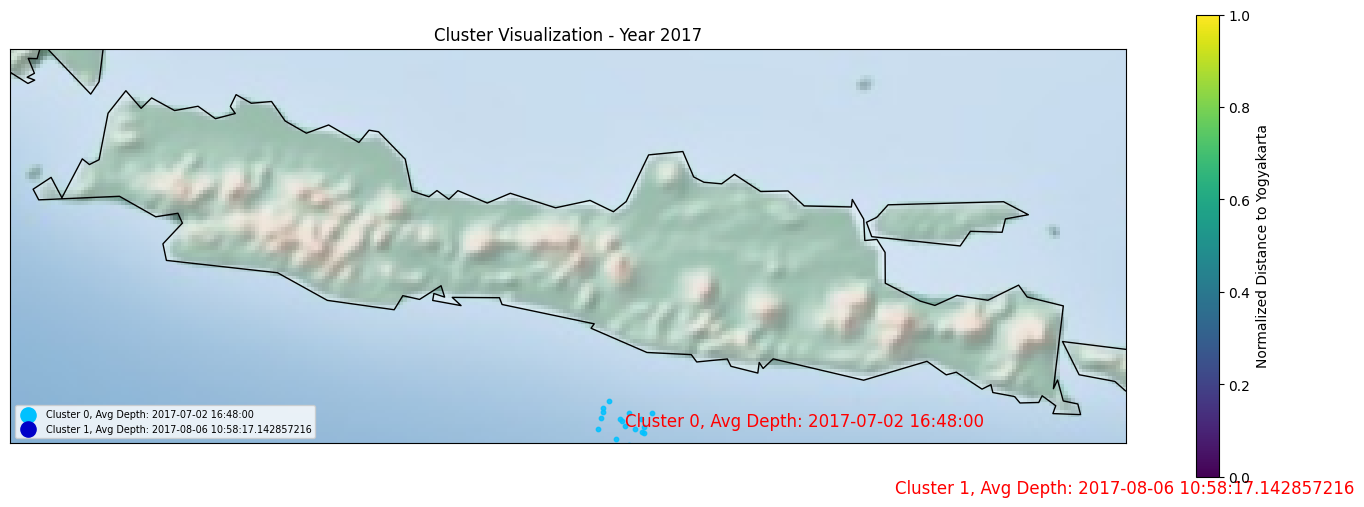 Cluster Visualization - Year 2017
1.0
0.8
0.6
0.4
0.2
0.0
Normalized Distance to Yogyakarta
Cluster 0, Avg Depth: 2017-07-02 16:48:00
Cluster 1, Avg Depth: 2017-08-06 10:58:17.142857216
Cluster 0, Avg Depth: 2017-07-02 16:48:00
Cluster 1, Avg Depth: 2017-08-06 10:58:17.142857216